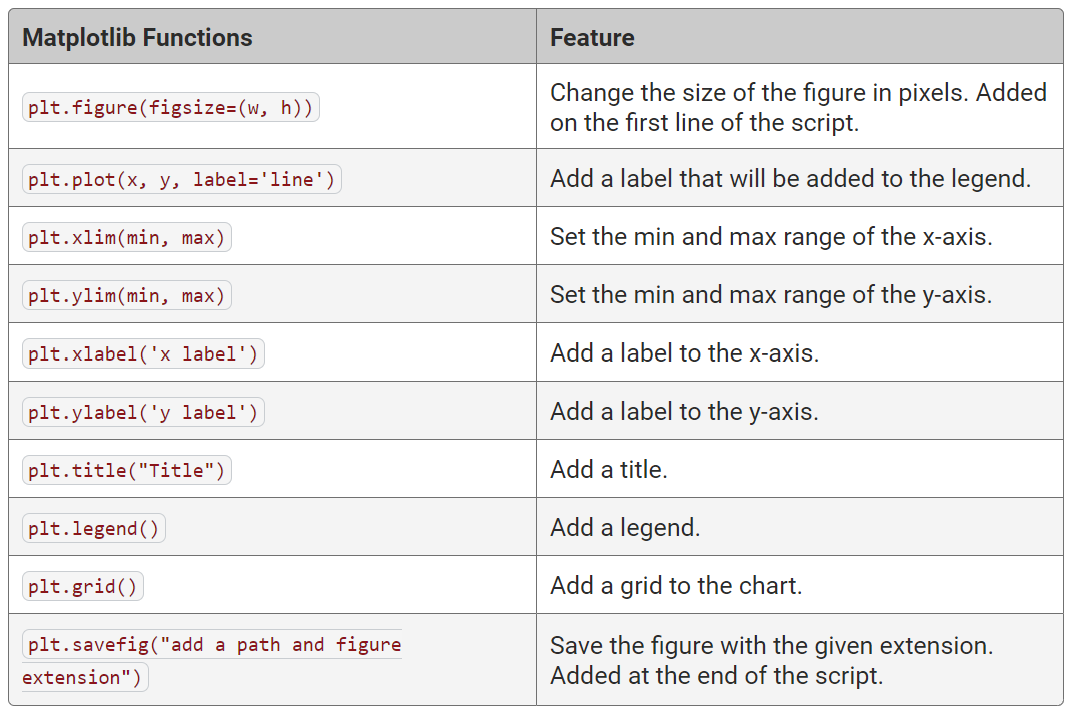 Matplotlib Functions
Feature
plt.figure(figsize=(w, h))
Change the size of the figure in pixels. Added
on the first line of the script.
plt.plot(x, y, label='line')
Add a label that will be added to the legend.
plt.xlim(min, max)
Set the min and max range of the x-axis.
plt.ylim(min, max)
Set the min and max range of the y-axis.
plt.xlabel('x label')
Add a label to the x-axis.
plt.ylabel('y label')
Add a label to the y-axis.
plt.title("Title")
Add a title.
plt.legend()
Add a legend.
plt.grid()
Add a grid to the chart.
plt.savefig("add a path and figure
extension")
Save the figure with the given extension.
Added at the end of the script.